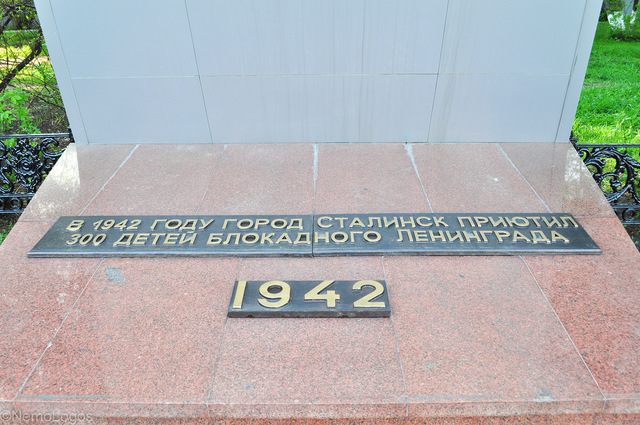 В 1942 ГОДУ ГОРОД СТАЛИНСК ПРИЮТИЛ
300 ДЕТЕЙ БЛОКАДНОГО ЛЕНИНГРАДА
1942
©NemoLogos